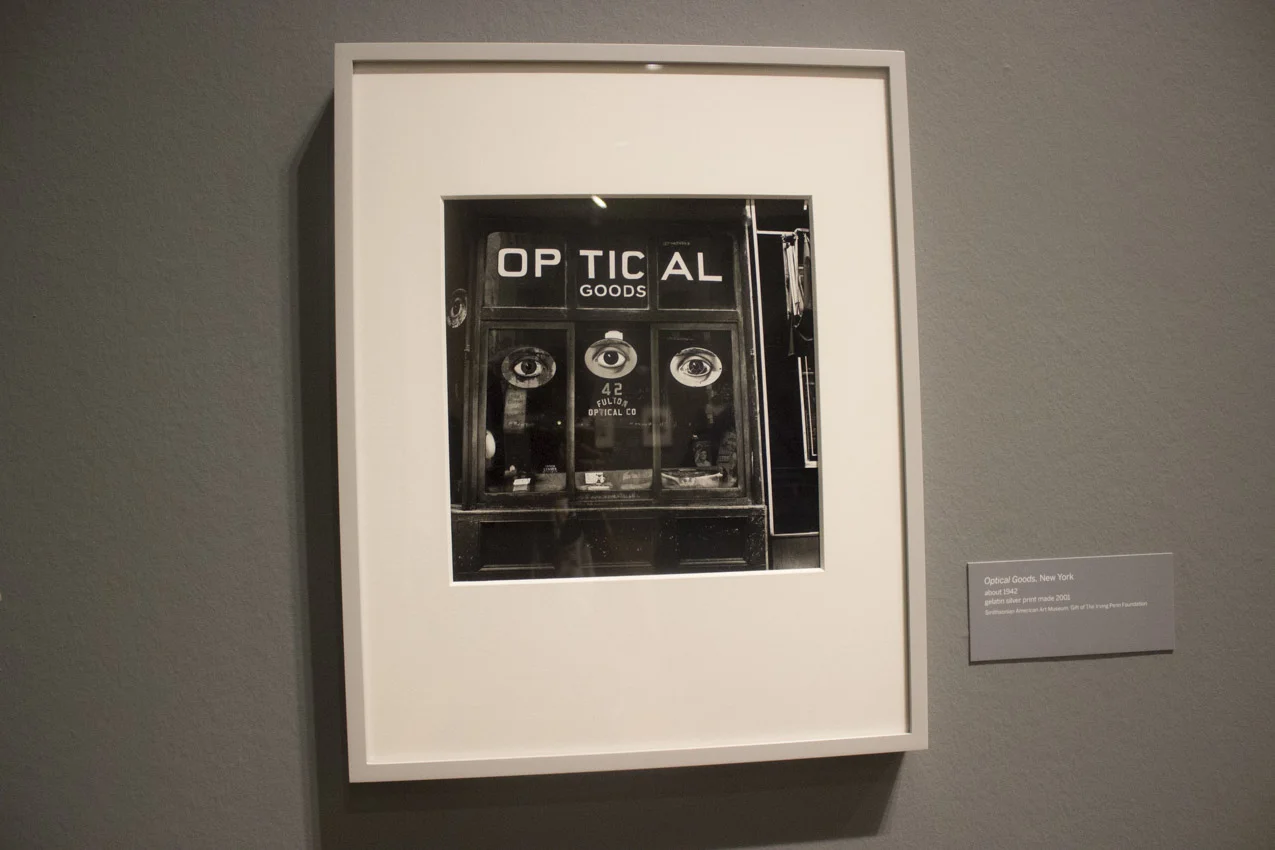 OPTICAL
GOODS
42
FULTON
OPTICAL CO
Optical Goods, New York
about 1942
gelatin silver print made 2001
Smithsonian American Art Museum, Gift of The Irving Penn Foundation